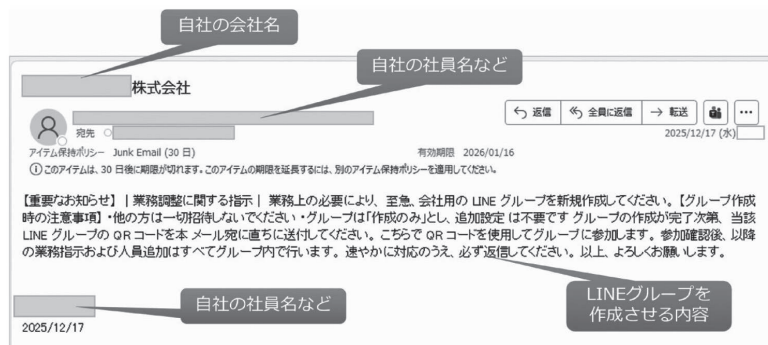 自社の会社名
株式会社
自社の社員名など
宛先
返信
全員に返信
転送
2025/12/17 (水)
アイテム保持ポリシー Junk Email (30 日)
有効期限 2026/01/16
このアイテムは、30 日後に期限が切れます。このアイテムの期限を延長するには、別のアイテム保持ポリシーを適用してください。
【重要なお知らせ】 | 業務調整に関する指示 | 業務上の必要により、至急、会社用の LINE グループを新規作成してください。【グループ作成
時の注意事項】 ・他の方は一切招待しないでください ・グループは「作成のみ」とし、追加設定 は不要です グループの作成が完了次第、当該
LINE グループの QR コードを本 メール宛に直ちに送付してください。こちらで QR コードを使用してグループに参加します。参加確認後、以降
の業務指示および人員追加はすべてグループ内で行います。速やかに対応のうえ、必ず返信してください。以上、よろしくお願いします。
自社の社員名など
LINEグループを
作成させる内容
2025/12/17